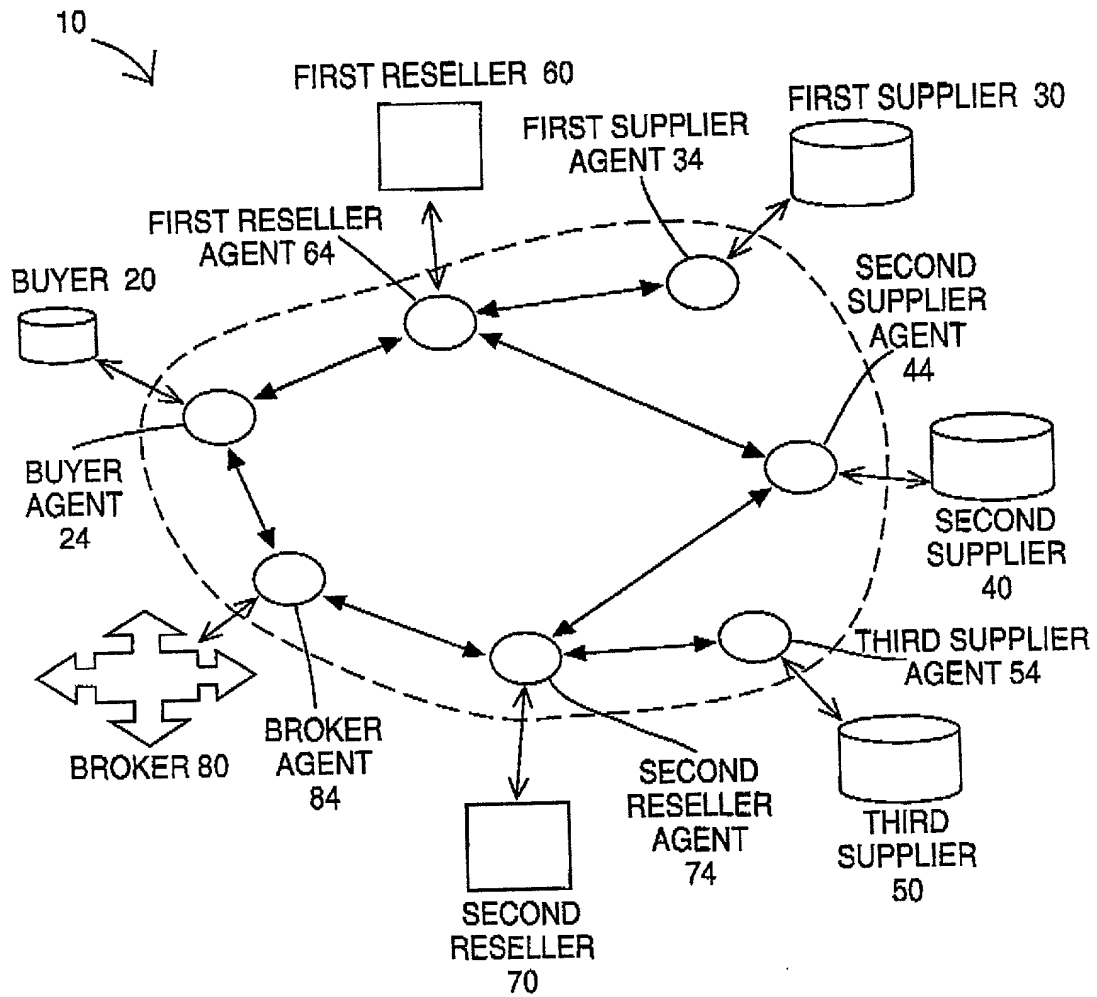 10
FIRST RESELLER 60
FIRST SUPPLIER 30
FIRST SUPPLIER
AGENT 34
FIRST RESELLER
AGENT 64
BUYER 20
SECOND
SUPPLIER
AGENT
44
BUYER
AGENT
24
SECOND
SUPPLIER
40
THIRD SUPPLIER
AGENT 54
BROKER 80
BROKER
AGENT
84
SECOND
RESELLER
AGENT
74
THIRD
SUPPLIER
50
SECOND
RESELLER
70